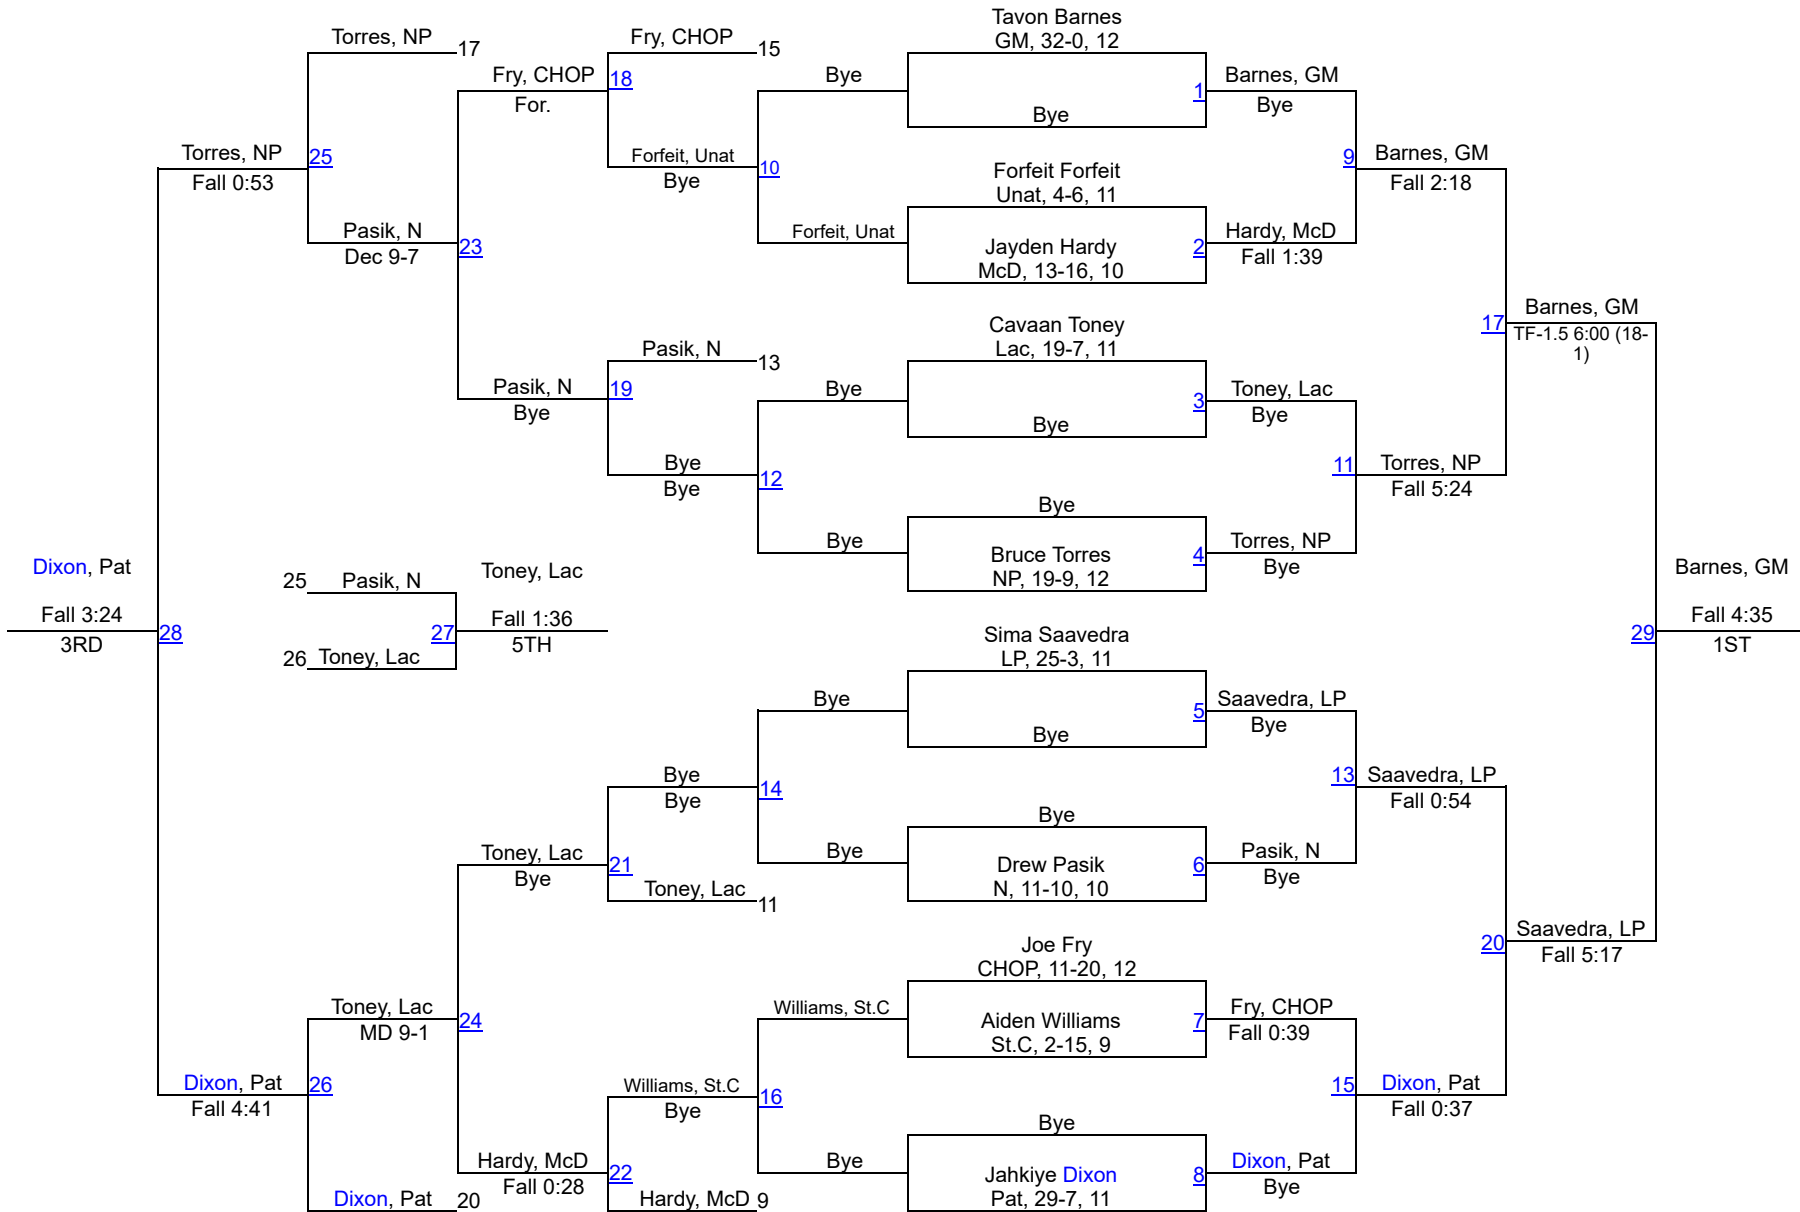 Tavon Barnes
GM, 32-0, 12
Torres, NP
17
Fry, CHOP
15
Fry, CHOP
18
For.
Bye
1
Barnes, GM
Bye
Bye
Torres, NP
25
Fall 0:53
Forfeit, Unat
10
Bye
Forfeit Forfeit
Unat, 4-6, 11
9
Barnes, GM
Fall 2:18
Pasik, N
23
Dec 9-7
Forfeit, Unat
Jayden Hardy
McD, 13-16, 10
2
Hardy, McD
Fall 1:39
Cavaan Toney
Lac, 19-7, 11
17
Barnes, GM
TF-1.5 6:00 (18-
1)
Pasik, N
13
Pasik, N
19
Bye
Bye
3
Toney, Lac
Bye
Bye
Bye
12
Bye
11
Torres, NP
Fall 5:24
Bye
Bye
Bruce Torres
NP, 19-9, 12
4
Torres, NP
Bye
Dixon, Pat
Fall 3:24
3RD
28
25
Pasik, N
26
Toney, Lac
27
Toney, Lac
Fall 1:36
5TH
Barnes, GM
29
Fall 4:35
1ST
Sima Saavedra
LP, 25-3, 11
Bye
5
Saavedra, LP
Bye
Bye
Bye
14
Bye
13
Saavedra, LP
Fall 0:54
Bye
Toney, Lac
21
Bye
Bye
Drew Pasik
N, 11-10, 10
6
Pasik, N
Bye
Toney, Lac
11
Joe Fry
CHOP, 11-20, 12
20
Saavedra, LP
Fall 5:17
Toney, Lac
24
MD 9-1
Williams, St.C
Aiden Williams
St.C, 2-15, 9
7
Fry, CHOP
Fall 0:39
Dixon, Pat
26
Fall 4:41
Williams, St.C
16
Bye
15
Dixon, Pat
Fall 0:37
Bye
Hardy, McD
22
Fall 0:28
Bye
Jahkiye Dixon
Pat, 29-7, 11
8
Dixon, Pat
Bye
Dixon, Pat
20
Hardy, McD
9